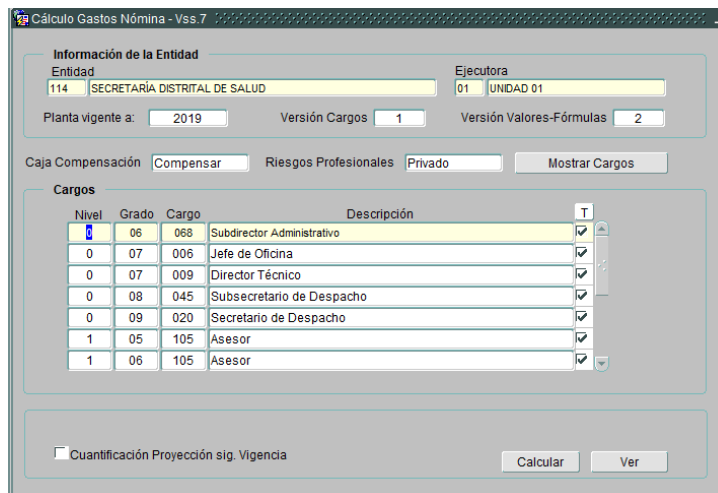 Cálculo Gastos Nómina - Vss.7
Información de la Entidad
Entidad Ejecutora
114 SECRETARÍA DISTRITAL DE SALUD 01 UNIDAD 01
Planta vigente a: 2019 Versión Cargos 1 Versión Valores-Fórmulas 2
Caja Compensación Compensar Riesgos Profesionales Privado Mostrar Cargos
Cargos
Nivel Grado Cargo Descripción T
0 06 068 Subdirector Administrativo
0 07 006 Jefe de Oficina
0 07 009 Director Técnico
0 08 045 Subsecretario de Despacho
0 09 020 Secretario de Despacho
1 05 105 Asesor
1 06 105 Asesor
Cuantificación Proyección sig. Vigencia
Calcular Ver